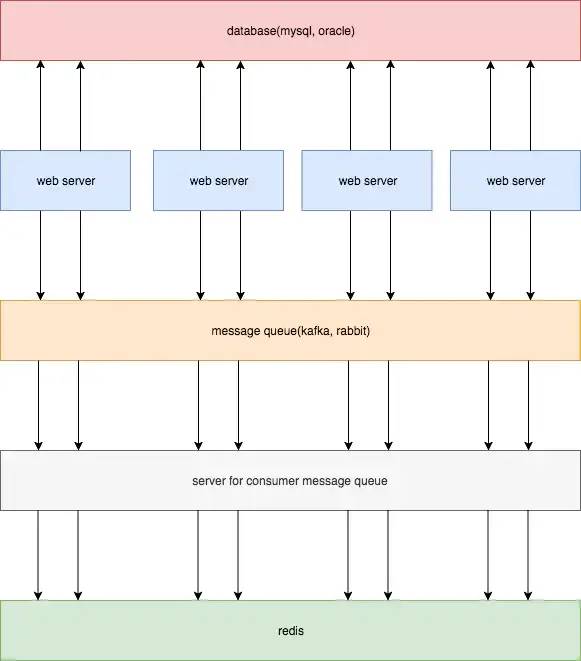 database(mysql, oracle)
web server
web server
web server
web server
message queue(kafka, rabbit)
server for consumer message queue
redis